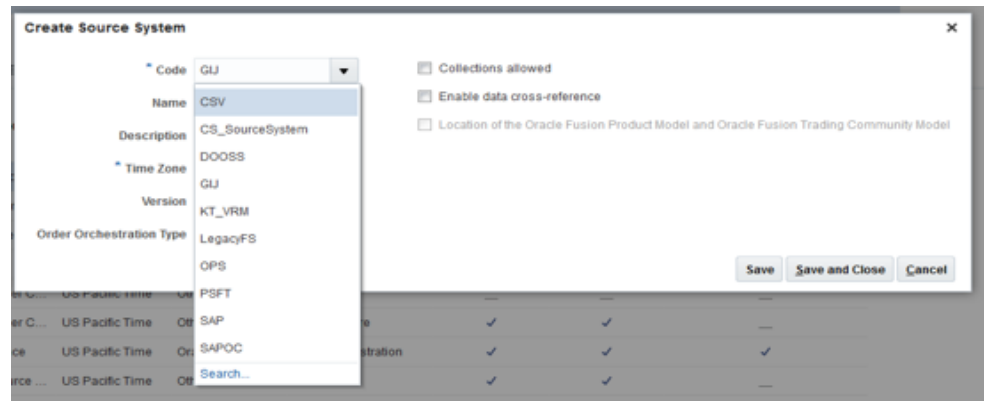 Create Source System ×
* Code GIJ
Collections allowed
Name CSV
Enable data cross-reference
Description CS_SourceSystem
Location of the Oracle Fusion Product Model and Oracle Fusion Trading Community Model
DOOSS
* Time Zone
GIJ
Version
KT_VRM
Order Orchestration Type LegacyFS
OPS
Save Save and Close Cancel
PSFT
US Pacific Time
er C... US Pacific Time SAP
ce US Pacific Time SAPOC stration
Search...
US Pacific Time